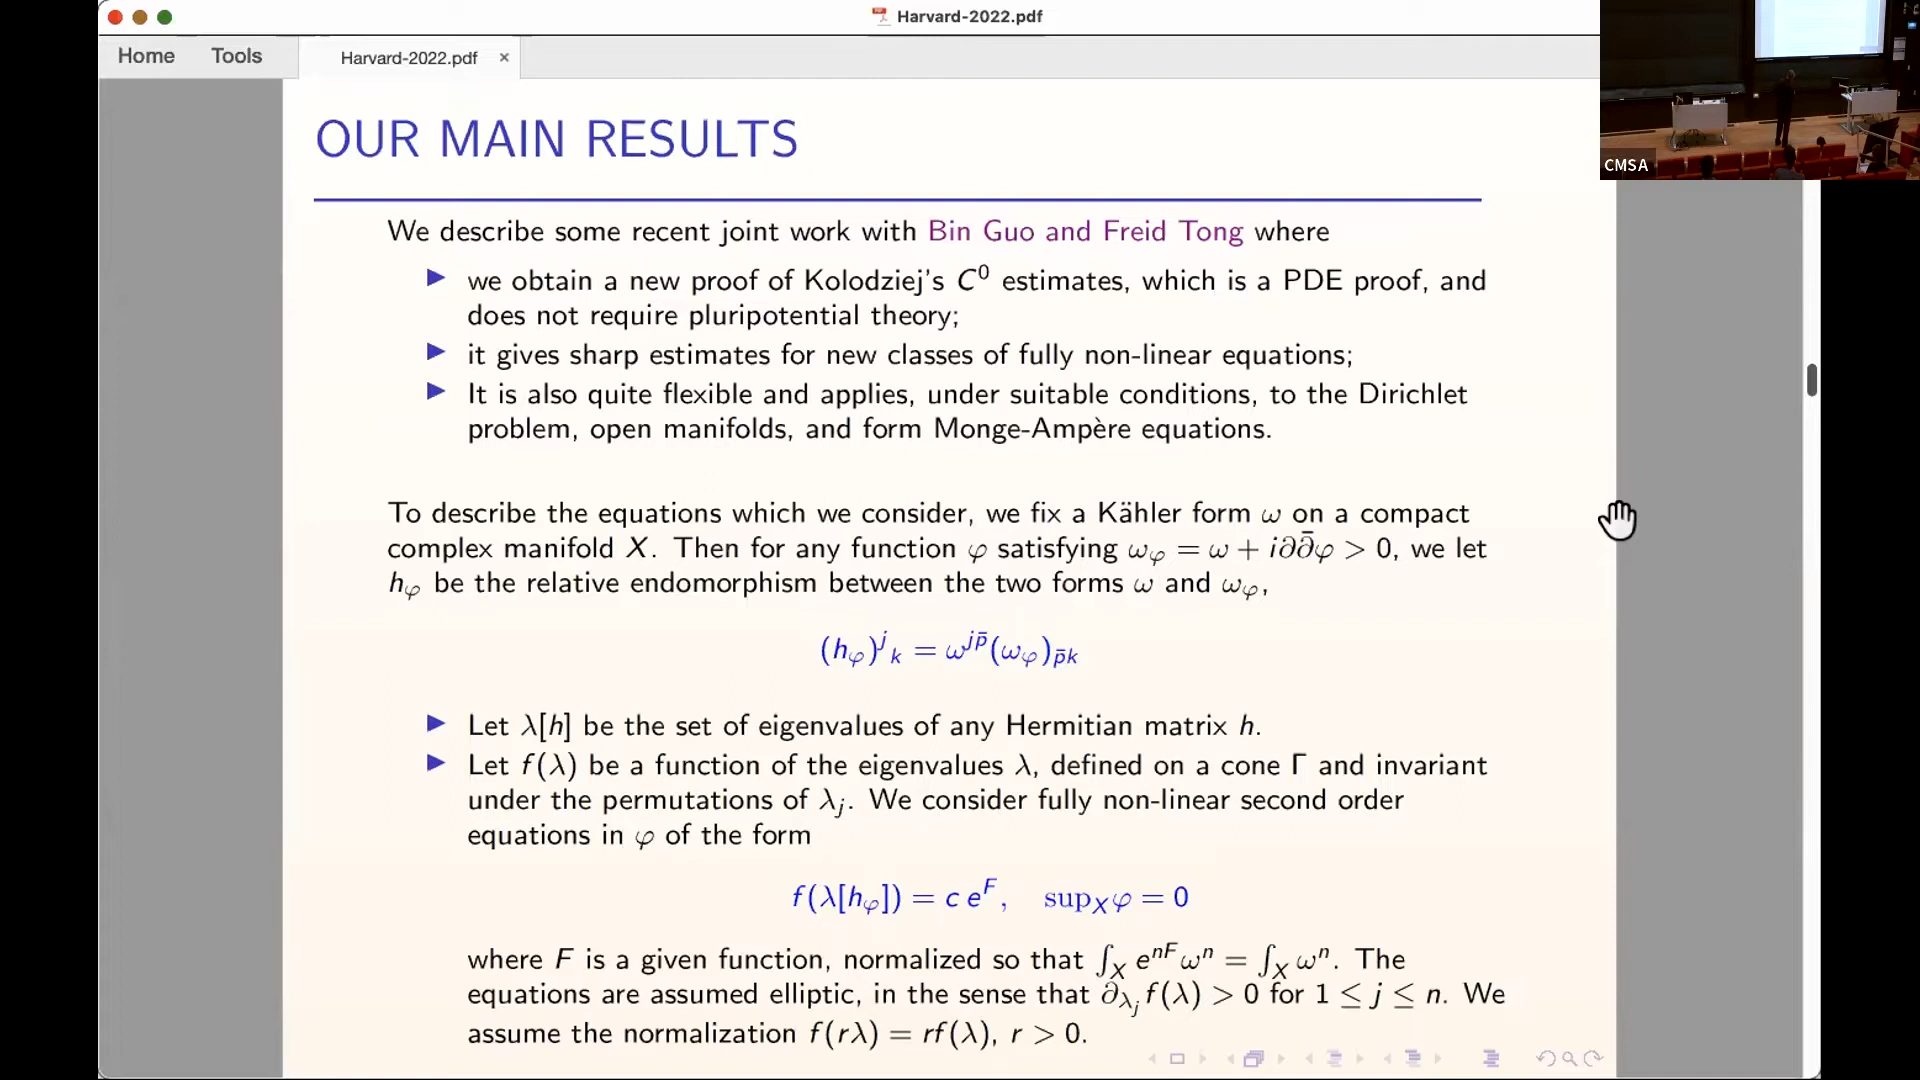 Harvard-2022.pdf
Home Tools Harvard-2022.pdf ×
CMSA
OUR MAIN RESULTS
We describe some recent joint work with Bin Guo and Freid Tong where
▶ we obtain a new proof of Kolodziej's C⁰ estimates, which is a PDE proof, and
does not require pluripotential theory;
▶ it gives sharp estimates for new classes of fully non-linear equations;
▶ It is also quite flexible and applies, under suitable conditions, to the Dirichlet
problem, open manifolds, and form Monge-Ampère equations.
To describe the equations which we consider, we fix a Kähler form ω on a compact
complex manifold X. Then for any function φ satisfying ω_φ = ω + i∂∂̄φ > 0, we let
h_φ be the relative endomorphism between the two forms ω and ω_φ,
(h_φ)^j_k = ω^{jp̄}(ω_φ)_{p̄k}
▶ Let λ[h] be the set of eigenvalues of any Hermitian matrix h.
▶ Let f(λ) be a function of the eigenvalues λ, defined on a cone Γ and invariant
under the permutations of λ_j. We consider fully non-linear second order
equations in φ of the form
f(λ[h_φ]) = c e^F, sup_X φ = 0
where F is a given function, normalized so that ∫_X e^{nF} ω^n = ∫_X ω^n. The
equations are assumed elliptic, in the sense that ∂_{λ_j} f(λ) > 0 for 1 ≤ j ≤ n. We
assume the normalization f(rλ) = rf(λ), r > 0.